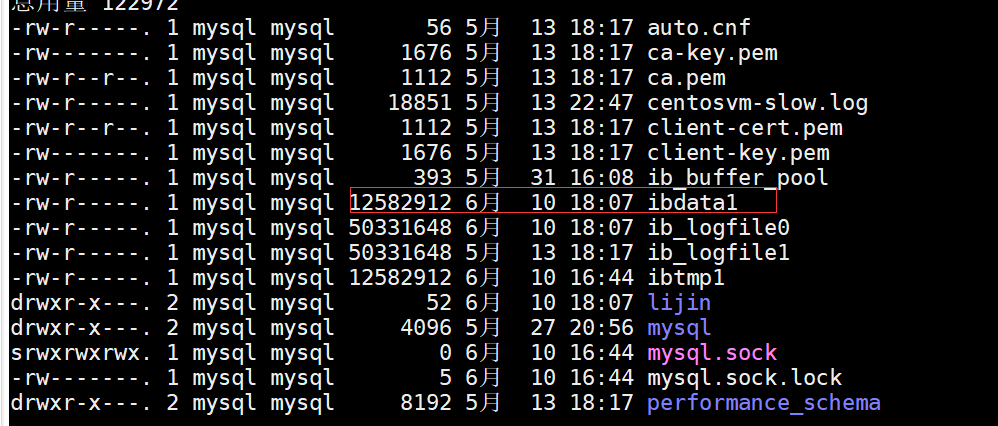 总用量 122972
-rw-r-----. 1 mysql mysql       56 5月  13 18:17 auto.cnf
-rw-------. 1 mysql mysql     1676 5月  13 18:17 ca-key.pem
-rw-r--r--. 1 mysql mysql     1112 5月  13 18:17 ca.pem
-rw-r-----. 1 mysql mysql    18851 5月  13 22:47 centosvm-slow.log
-rw-r--r--. 1 mysql mysql     1112 5月  13 18:17 client-cert.pem
-rw-------. 1 mysql mysql     1676 5月  13 18:17 client-key.pem
-rw-r-----. 1 mysql mysql      393 5月  31 16:08 ib_buffer_pool
-rw-r-----. 1 mysql mysql 12582912 6月  10 18:07 ibdata1
-rw-r-----. 1 mysql mysql 50331648 6月  10 18:07 ib_logfile0
-rw-r-----. 1 mysql mysql 50331648 5月  13 18:17 ib_logfile1
-rw-r-----. 1 mysql mysql 12582912 6月  10 16:44 ibtmp1
drwxr-x---. 2 mysql mysql       52 6月  10 18:07 lijin
drwxr-x---. 2 mysql mysql     4096 5月  27 20:56 mysql
srwxrwxrwx. 1 mysql mysql        0 6月  10 16:44 mysql.sock
-rw-------. 1 mysql mysql        5 6月  10 16:44 mysql.sock.lock
drwxr-x---. 2 mysql mysql     8192 5月  13 18:17 performance_schema